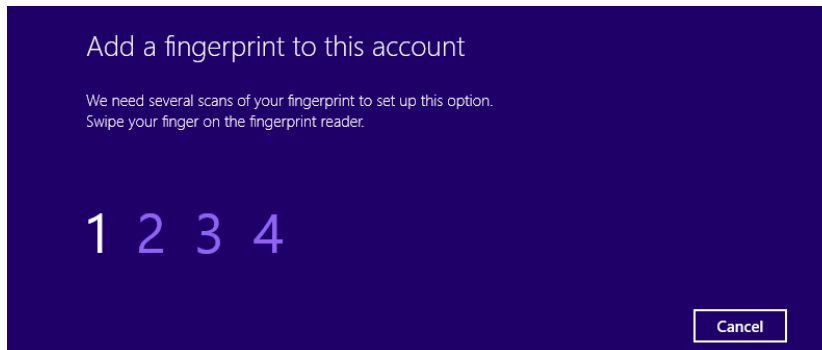 Add a fingerprint to this account
We need several scans of your fingerprint to set up this option.
Swipe your finger on the fingerprint reader.
1 2 3 4
Cancel